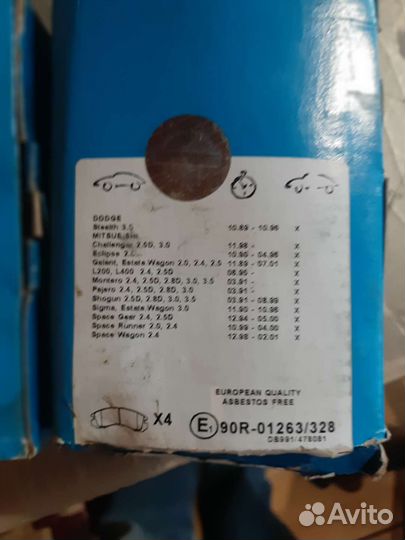 DODGE
Stealth 3.0 10.89 - 10.96 x
MITSUBISHI
Challenger 2.5D, 3.0 11.98 - x
Eclipse 2.0 10.90 - 04.96 x
Galant, Estate Wagon 2.0, 2.4, 2.5 11.89 - 07.01 x
L200, L400 2.4, 2.5D 06.90 - x
Montero 2.4, 2.5D, 2.8D, 3.0, 3.5 03.91 - x
Pajero 2.4, 2.5D, 2.8D, 3.0 03.91 - x
Shogun 2.5D, 2.8D, 3.0, 3.5 03.91 - 08.99 x
Sigma, Estate Wagon 3.0 11.90 - 10.96 x
Space Gear 2.4, 2.5D 12.94 - 05.00 x
Space Runner 2.0, 2.4 10.99 - 04.00 x
Space Wagon 2.4 12.98 - 02.01 x
EUROPEAN QUALITY
ASBESTOS FREE
X4 E1 90R-01263/328
DB991/478081
Avito